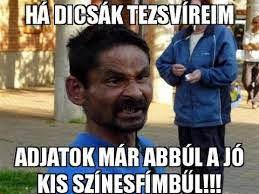 HÁ DICSÁK TEZSVÍREIM
ADJATOK MÁR ABBÚL A JÓ
KIS SZÍNESFÍMBŰL!!!